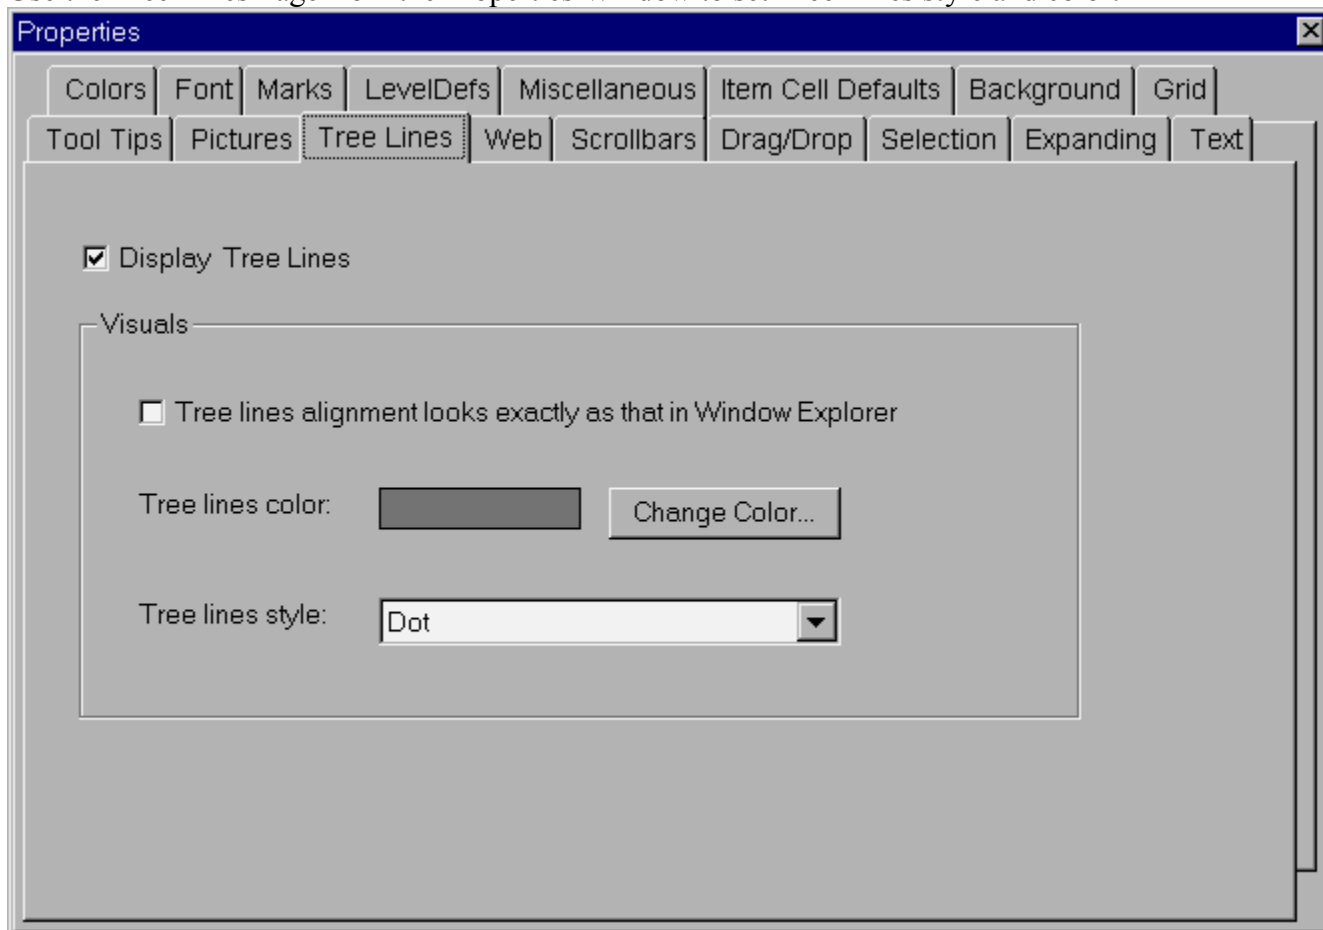 Properties
Colors Font Marks LevelDefs Miscellaneous Item Cell Defaults Background Grid
Tool Tips Pictures Tree Lines Web Scrollbars Drag/Drop Selection Expanding Text
Display Tree Lines
Visuals
Tree lines alignment looks exactly as that in Window Explorer
Tree lines color: Change Color...
Tree lines style: Dot